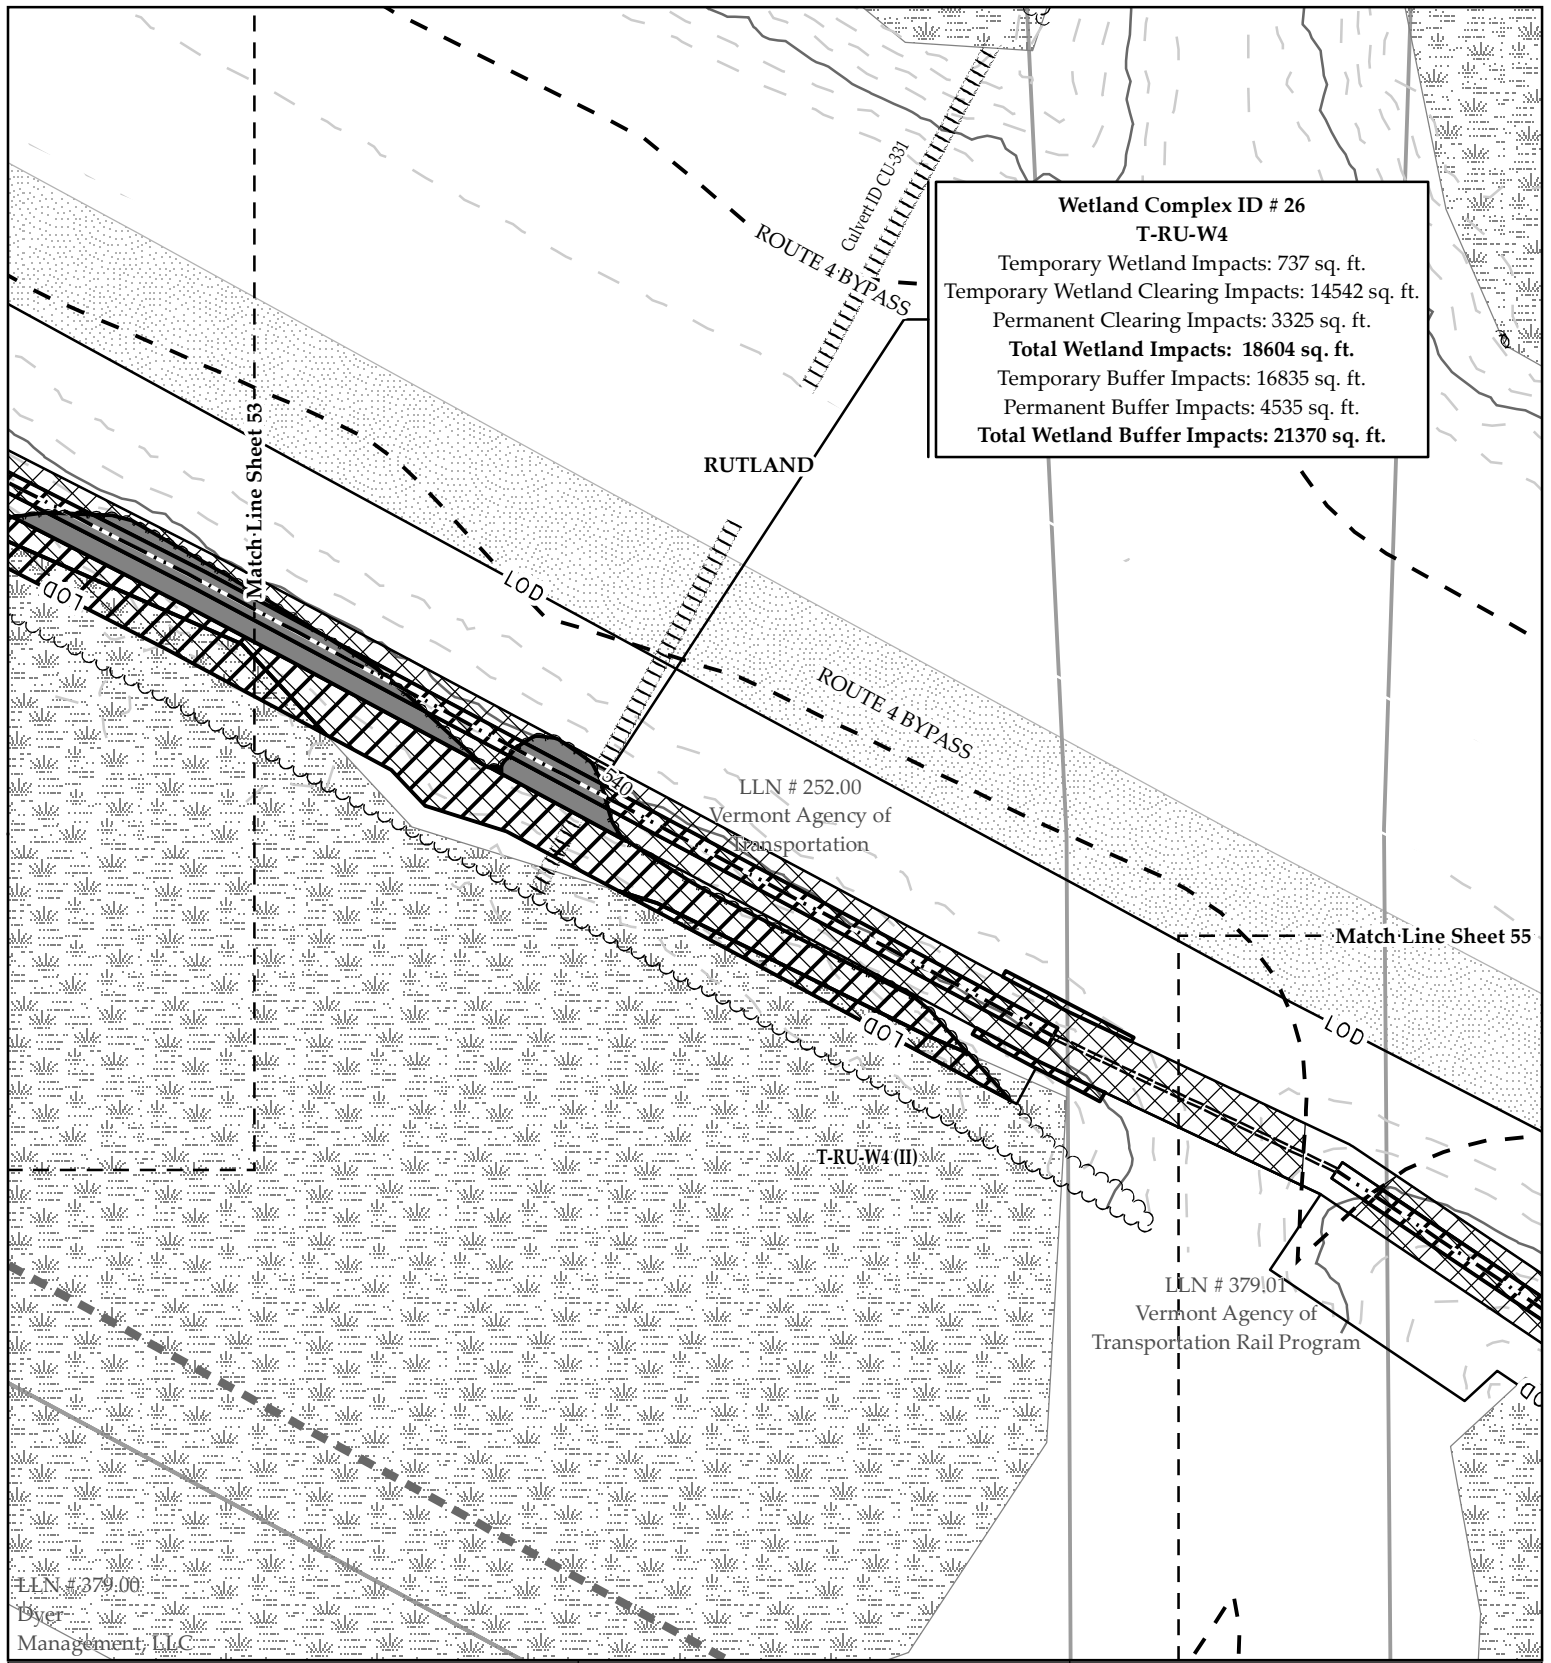 Culvert ID CU-331
Wetland Complex ID # 26
T-RU-W4
Temporary Wetland Impacts: 737 sq. ft.
Temporary Wetland Clearing Impacts: 14542 sq. ft.
Permanent Clearing Impacts: 3325 sq. ft.
Total Wetland Impacts: 18604 sq. ft.
Temporary Buffer Impacts: 16835 sq. ft.
Permanent Buffer Impacts: 4535 sq. ft.
Total Wetland Buffer Impacts: 21370 sq. ft.
ROUTE 4 BYPASS
RUTLAND
Match Line Sheet 53
LOD
LOD
ROUTE 4 BYPASS
540
LLN # 252.00
Vermont Agency of
Transportation
Match Line Sheet 55
LOD
LOD
T-RU-W4 (II)
LLN # 379.01
Vermont Agency of
Transportation Rail Program
OD
LLN # 379.00
Dyer
Management, LLC